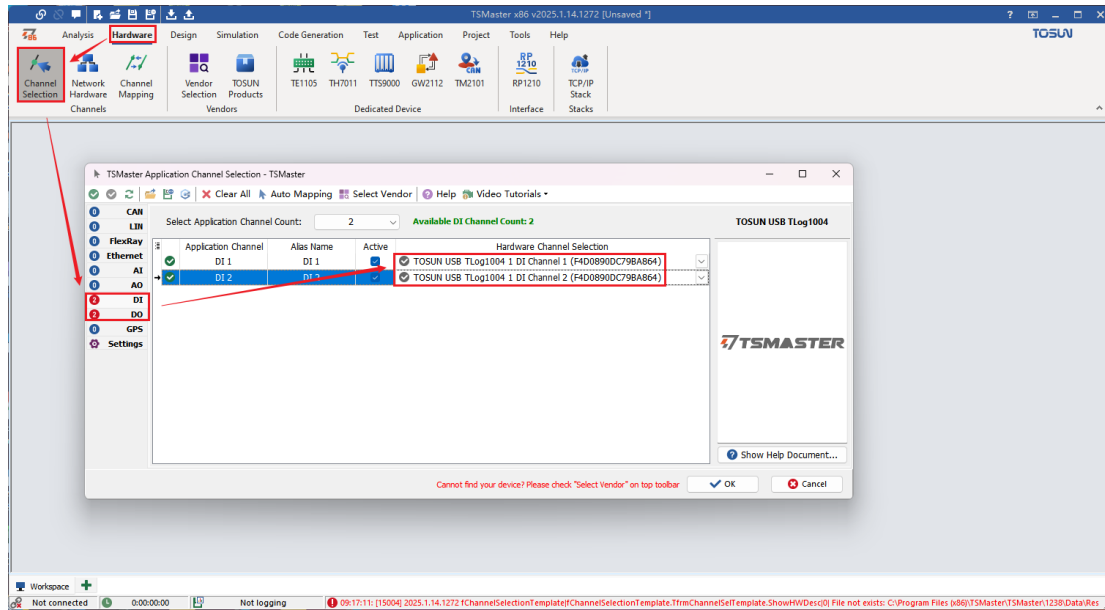 TSMaster x86 v2025.1.14.1272 [Unsaved *]
Analysis Hardware Design Simulation Code Generation Test Application Project Tools Help
TOSUN
Channel Selection
Network Hardware
Channel Mapping
Vendor Selection
TOSUN Products
TE1105
TH7011
TTS9000
GW2112
TM2101
RP1210
TCP/IP Stack
Channels Vendors Dedicated Device Interface Stacks
TSMaster Application Channel Selection - TSMaster
Clear All Auto Mapping Select Vendor Help Video Tutorials
0 CAN
0 LIN
0 FlexRay
0 Ethernet
0 AI
0 AO
2 DI
2 DO
0 GPS
Settings
Select Application Channel Count: 2 Available DI Channel Count: 2
Application Channel Alias Name Active Hardware Channel Selection
DI 1 DI 1 TOSUN USB TLog1004 1 DI Channel 1 (F4D0890DC79BA864)
DI 2 DI 2 TOSUN USB TLog1004 1 DI Channel 2 (F4D0890DC79BA864)
TOSUN USB TLog1004
TSMASTER
Show Help Document...
Cannot find your device? Please check "Select Vendor" on top toolbar
OK Cancel
Workspace
Not connected 0:00:00:00 Not logging 09:17:11: [15004] 2025.1.14.1272 fChannelSelectionTemplate|fChannelSelectionTemplate.TfrmChannelSelTemplate.ShowHWDesc(0| File not exists: C:\Program Files (x86)\TSMaster\TSMaster\1238\Data\Res